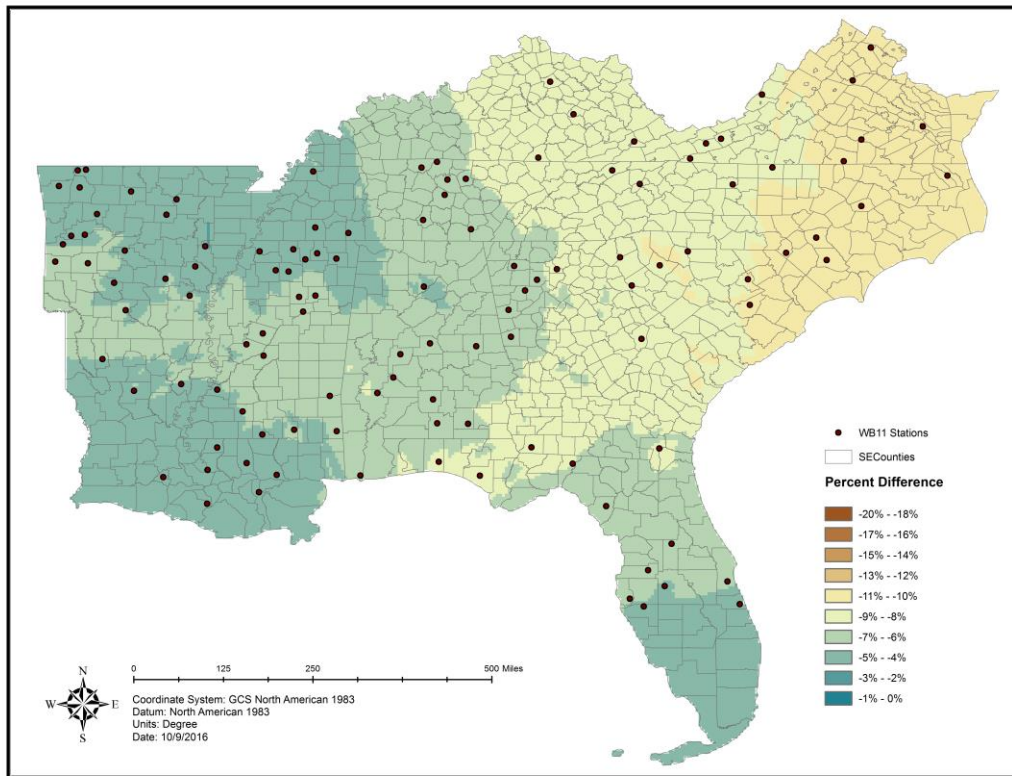 WB11 Stations
SECounties
Percent Difference
-20% - -18%
-17% - -16%
-15% - -14%
-13% - -12%
-11% - -10%
-9% - -8%
-7% - -6%
-5% - -4%
-3% - -2%
-1% - 0%
0 125 250 500 Miles
N
W E
S
Coordinate System: GCS North American 1983
Datum: North American 1983
Units: Degree
Date: 10/9/2016